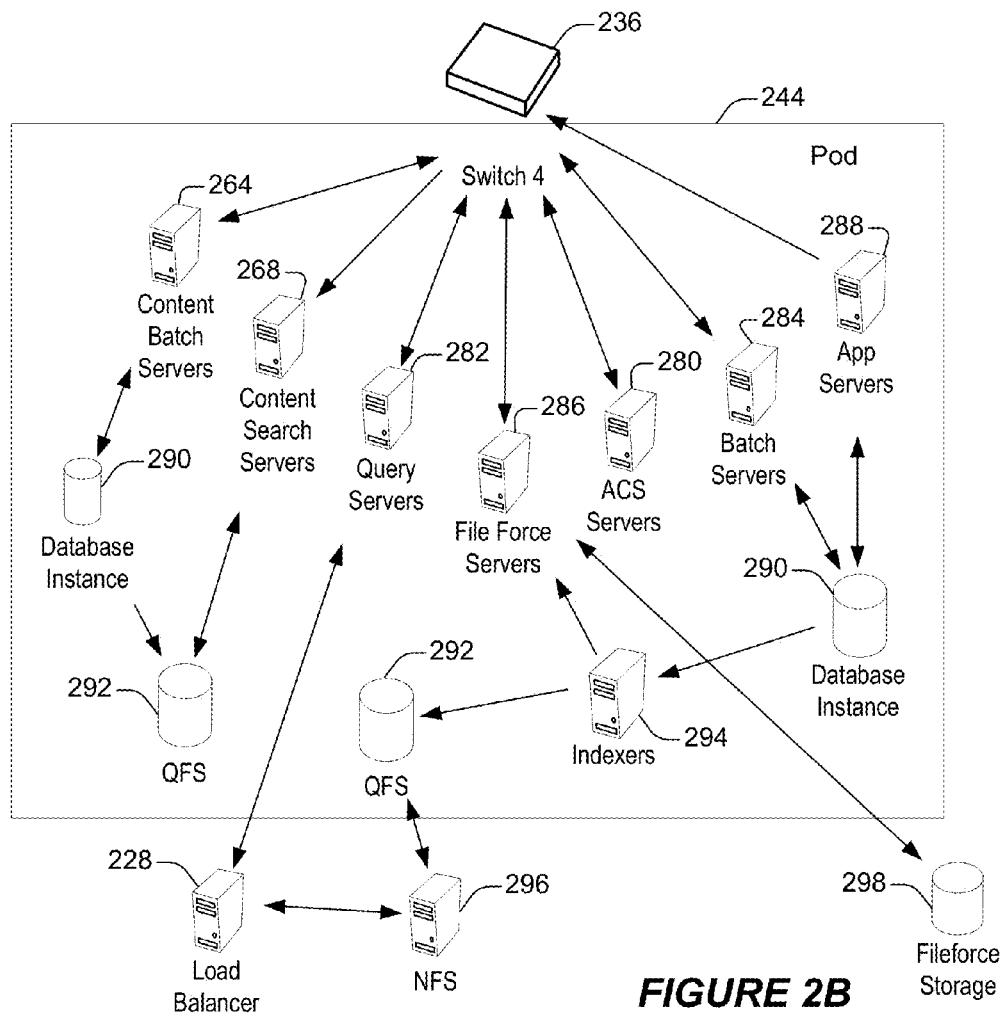 236
244
Pod
Switch 4
264
Content
Batch
Servers
268
Content
Search
Servers
282
Query
Servers
286
File Force
Servers
280
ACS
Servers
284
Batch
Servers
288
App
Servers
290
Database
Instance
290
Database
Instance
292
QFS
292
QFS
Indexers
294
228
Load
Balancer
296
NFS
298
Fileforce
Storage
FIGURE 2B